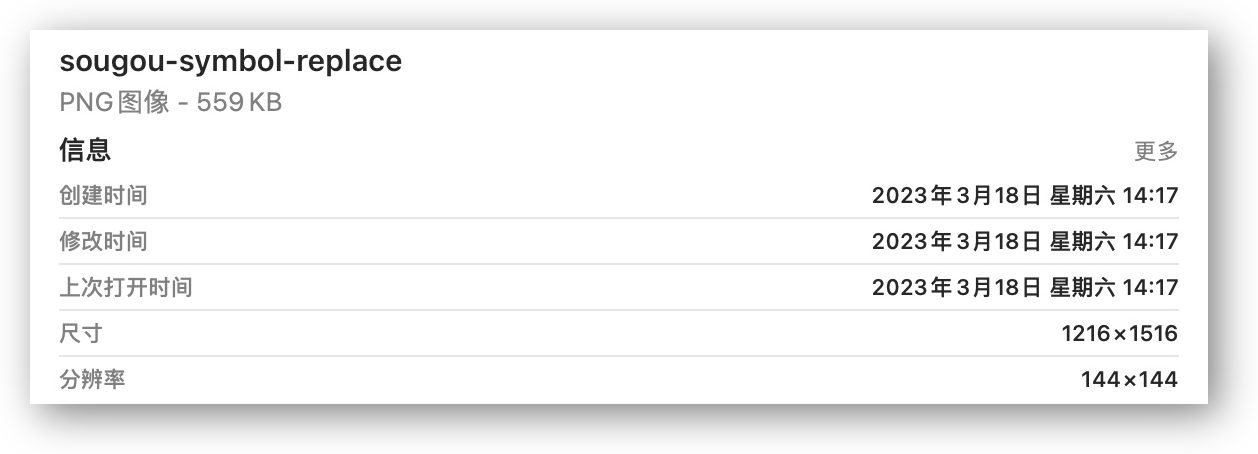 sougou-symbol-replace
PNG图像 - 559 KB
信息 更多
创建时间 2023年3月18日 星期六 14:17
修改时间 2023年3月18日 星期六 14:17
上次打开时间 2023年3月18日 星期六 14:17
尺寸 1216×1516
分辨率 144×144